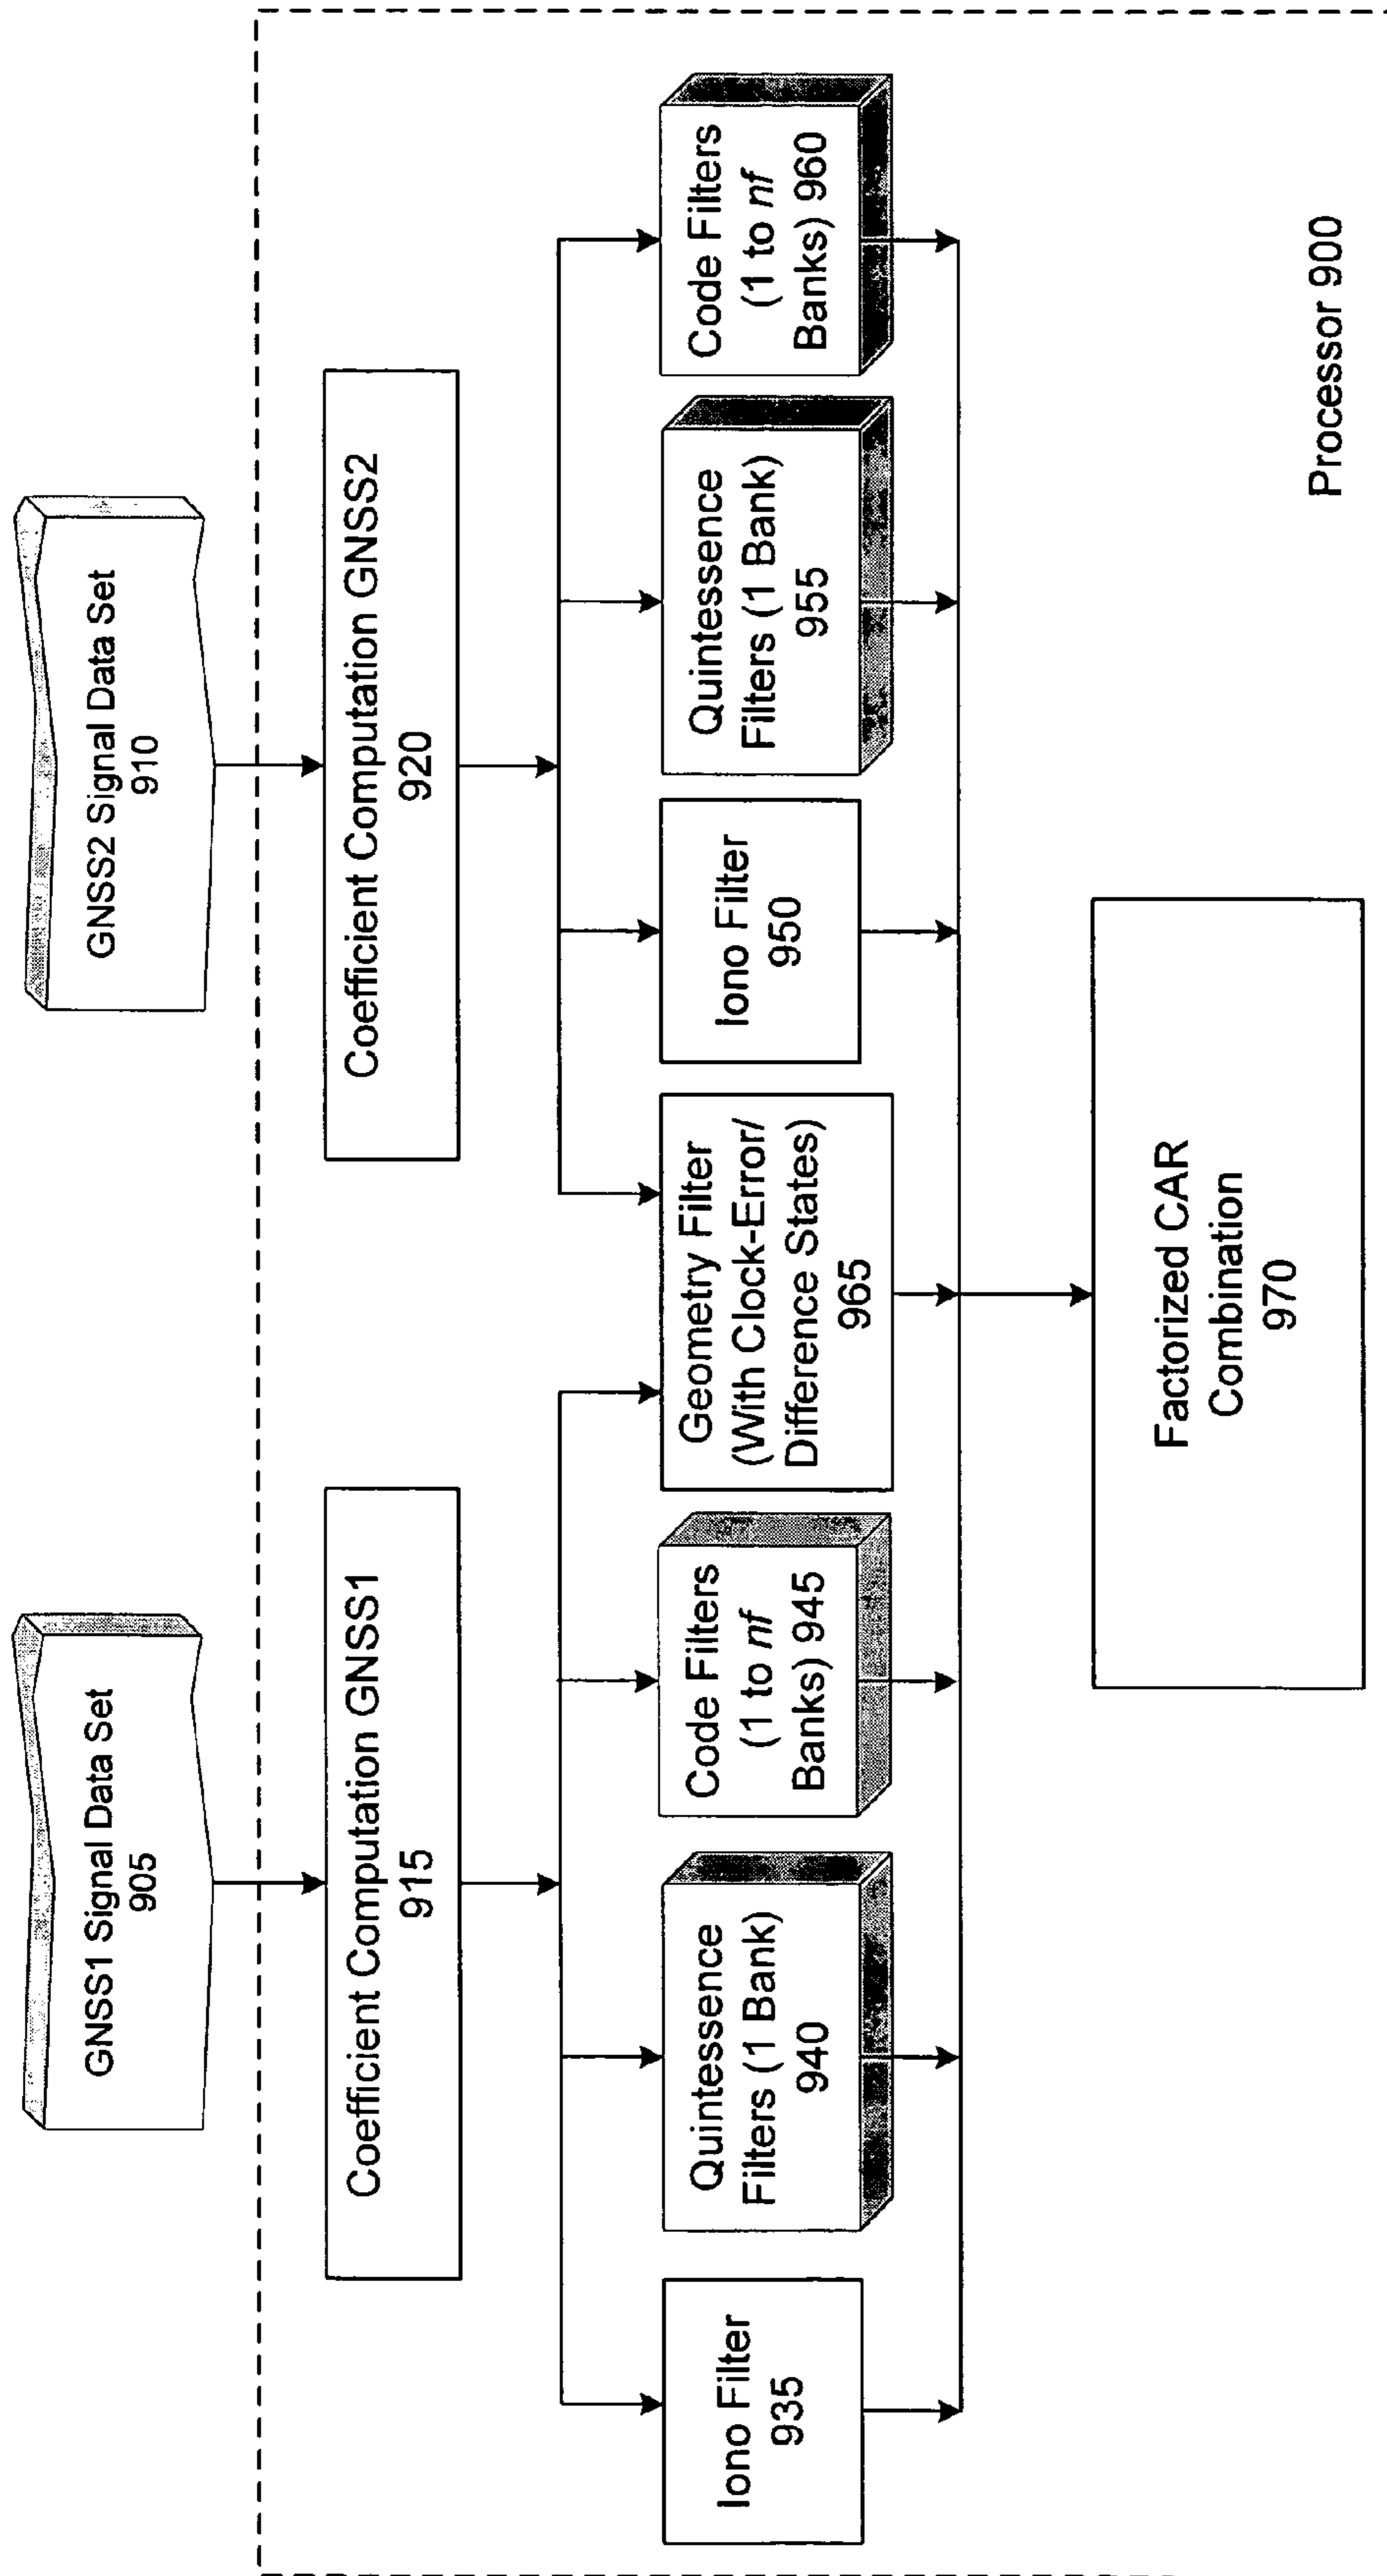 GNSS1 Signal Data Set
905
GNSS2 Signal Data Set
910
Coefficient Computation GNSS1
915
Coefficient Computation GNSS2
920
Iono Filter
935
Quintessence
Filters (1 Bank)
940
Code Filters
(1 to nf
Banks) 945
Geometry Filter
(With Clock-Error/
Difference States)
965
Iono Filter
950
Quintessence
Filters (1 Bank)
955
Code Filters
(1 to nf
Banks) 960
Factorized CAR
Combination
970
Processor 900